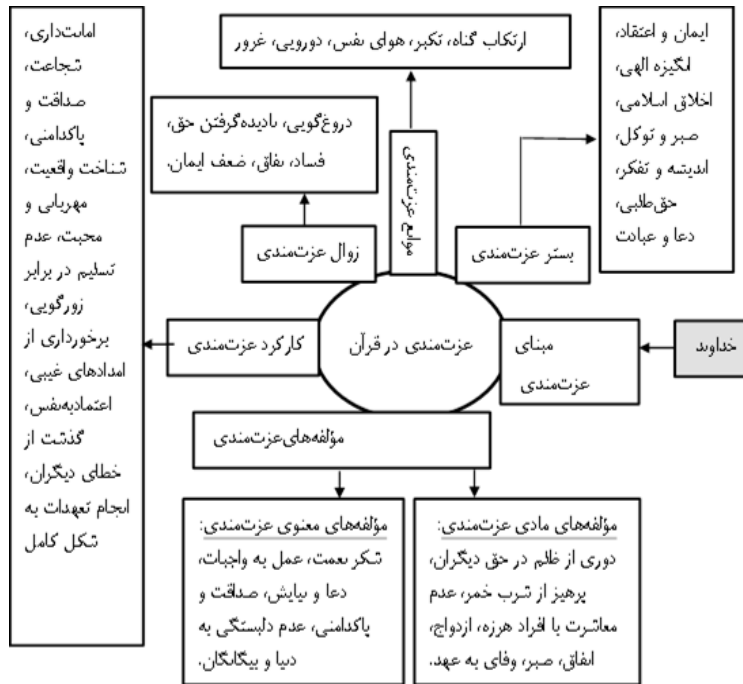 ارتکاب گناه، تکبر، هوای نفس، دورویی، غرور
ایمان و اعتقاد،
انگیزه الهی،
اخلاق اسلامی،
صبر و توکل،
اندیشه و تفکر،
حق‌طلبی،
دعا و عبادت
دروغ‌گویی، نادیده‌گرفتن حق،
فساد، نفاق، ضعف ایمان.
موانع عزت‌مندی
بستر عزت‌مندی
زوال عزت‌مندی
خداوند
مبنای
عزت‌مندی
عزت‌مندی در قرآن
کارکرد عزت‌مندی
امانت‌داری،
شجاعت،
صداقت و
پاکدامنی،
شناخت واقعیت،
مهربانی و
محبت، عدم
تسلیم در برابر
زورگویی،
برخورداری از
امدادهای غیبی،
اعتمادبه‌نفس،
گذشت از
خطای دیگران،
انجام تعهدات به
شکل کامل
مؤلفه‌های‌عزت‌مندی
مؤلفه‌های مادی عزت‌مندی:
دوری از ظلم در حق دیگران،
پرهیز از شرب خمر، عدم
معاشرت با افراد هرزه، ازدواج،
انفاق، صبر، وفای به عهد.
مؤلفه‌های معنوی عزت‌مندی:
شکر نعمت، عمل به واجبات،
دعا و نیایش، صداقت و
پاکدامنی، عدم دلبستگی به
دنیا و بیگانگان.